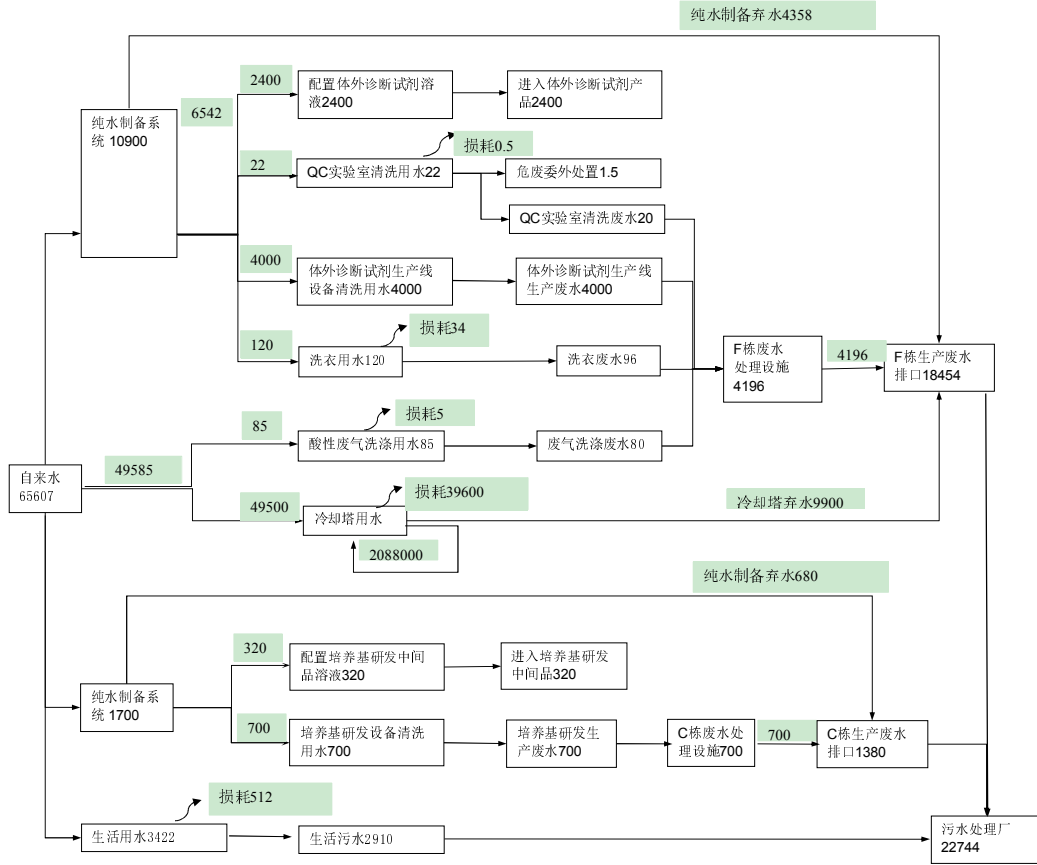 纯水制备弃水4358
2400
配置体外诊断试剂溶
液2400
进入体外诊断试剂产
品2400
6542
纯水制备系
统 10900
损耗0.5
22
QC实验室清洗用水22
危废委外处置1.5
QC实验室清洗废水20
4000
体外诊断试剂生产线
设备清洗用水4000
体外诊断试剂生产线
生产废水4000
损耗34
120
洗衣用水120
洗衣废水96
F栋废水
处理设施
4196
4196
F栋生产废水
排口18454
损耗5
85
酸性废气洗涤用水85
废气洗涤废水80
自来水
65607
49585
损耗39600
49500
冷却塔用水
冷却塔弃水9900
2088000
纯水制备弃水680
320
配置培养基研发中间
品溶液320
进入培养基研发
中间品320
纯水制备系
统 1700
700
培养基研发设备清洗
用水700
培养基研发生
产废水700
C栋废水处
理设施700
700
C栋生产废水
排口1380
损耗512
生活用水3422
生活污水2910
污水处理厂
22744